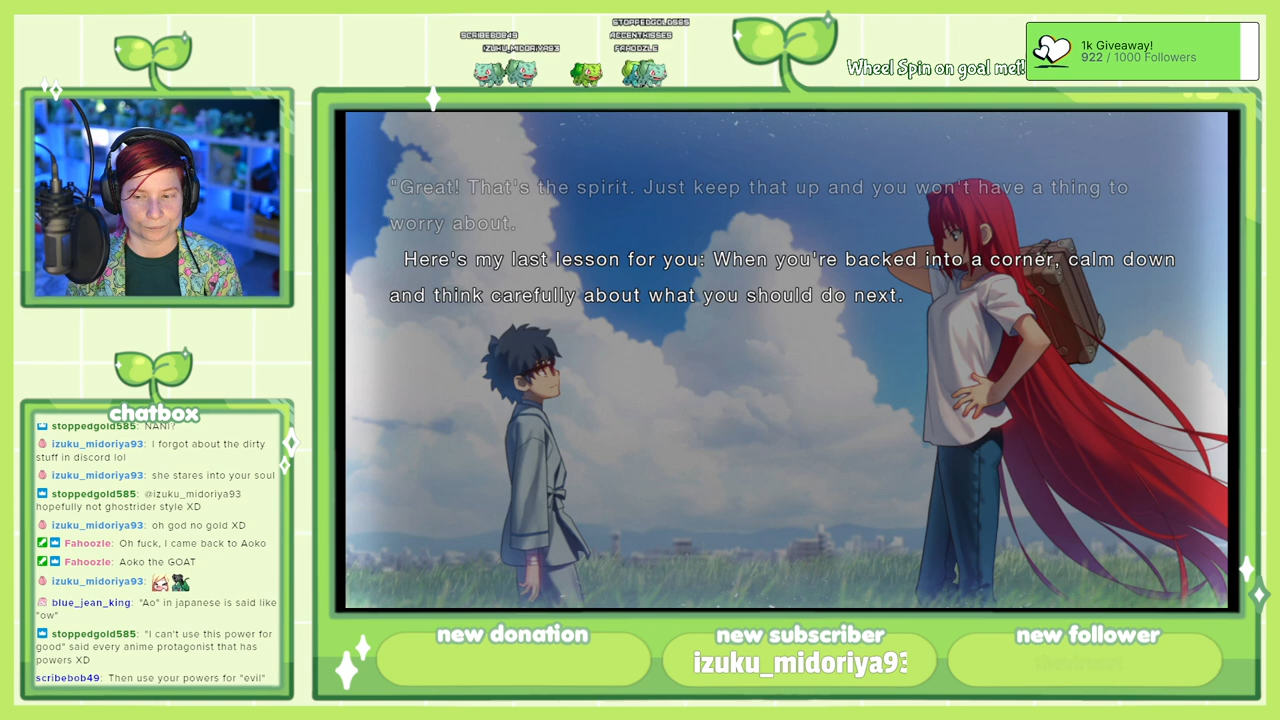 STOPPEDGOLD585
SCRIBEBOB49
ACCENTKISSES
IZUKU_MIDORIYA93
FAHOOZLE
Wheel Spin on goal met!
1k Giveaway!
922 / 1000 Followers
"Great! That's the spirit. Just keep that up and you won't have a thing to
worry about.
Here's my last lesson for you: When you're backed into a corner, calm down
and think carefully about what you should do next.
chatbox
stoppedgold585: NANI?
izuku_midoriya93: I forgot about the dirty
stuff in discord lol
izuku_midoriya93: she stares into your soul
stoppedgold585: @izuku_midoriya93
hopefully not ghostrider style XD
izuku_midoriya93: oh god no gold XD
Fahoozle: Oh fuck, I came back to Aoko
Fahoozle: Aoko the GOAT
izuku_midoriya93:
blue_jean_king: "Ao" in japanese is said like
"ow"
stoppedgold585: "I can't use this power for
good" said every anime protagonist that has
powers XD
scribebob49: Then use your powers for "evil"
new donation
new subscriber
izuku_midoriya93
new follower